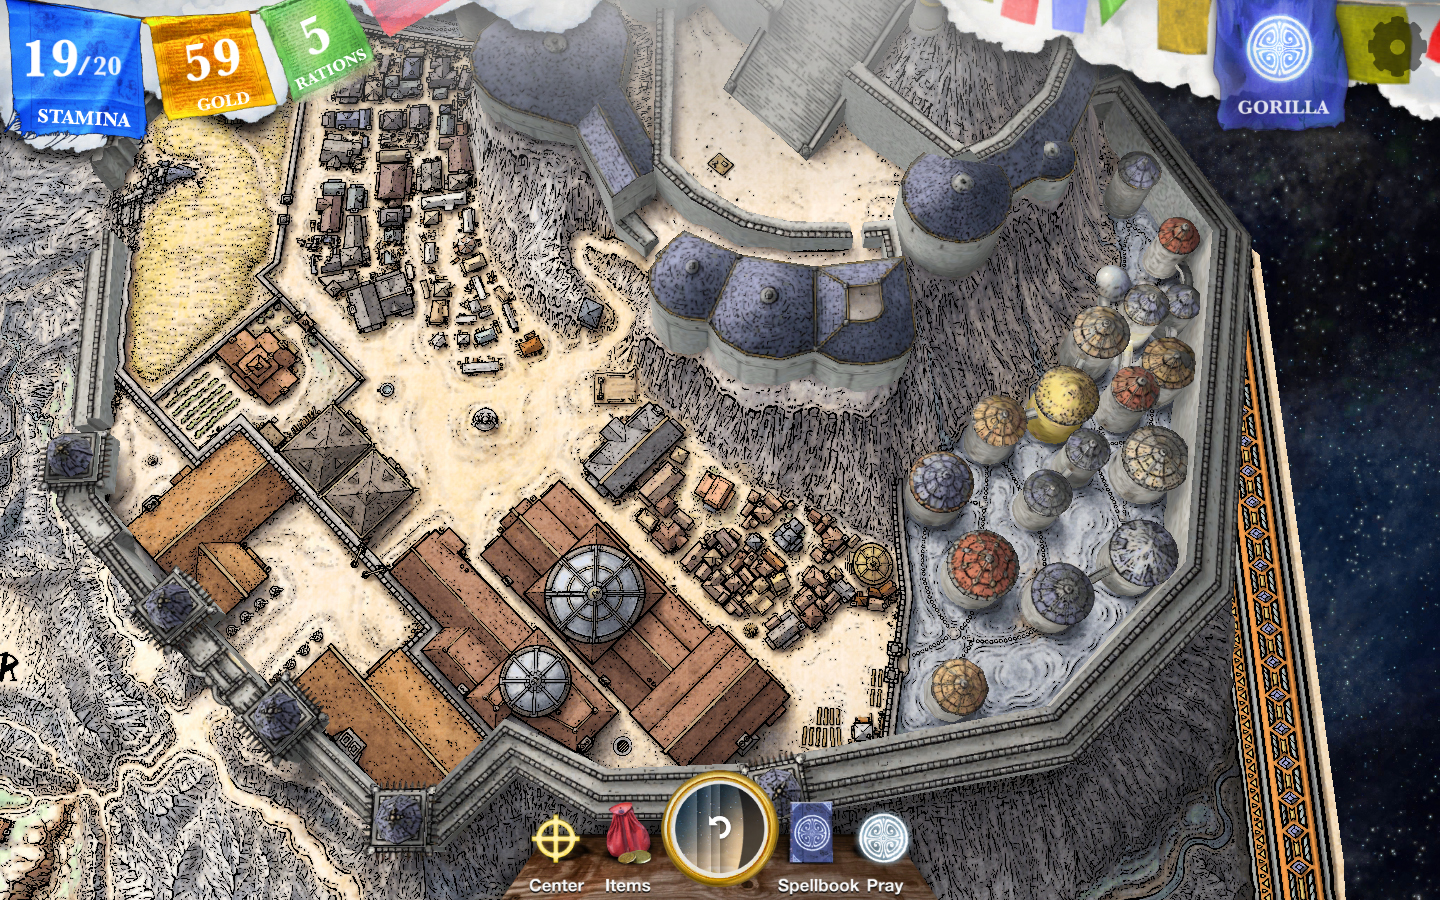 19/20
STAMINA
59
GOLD
5
RATIONS
GORILLA
R
Center
Items
Spellbook
Pray